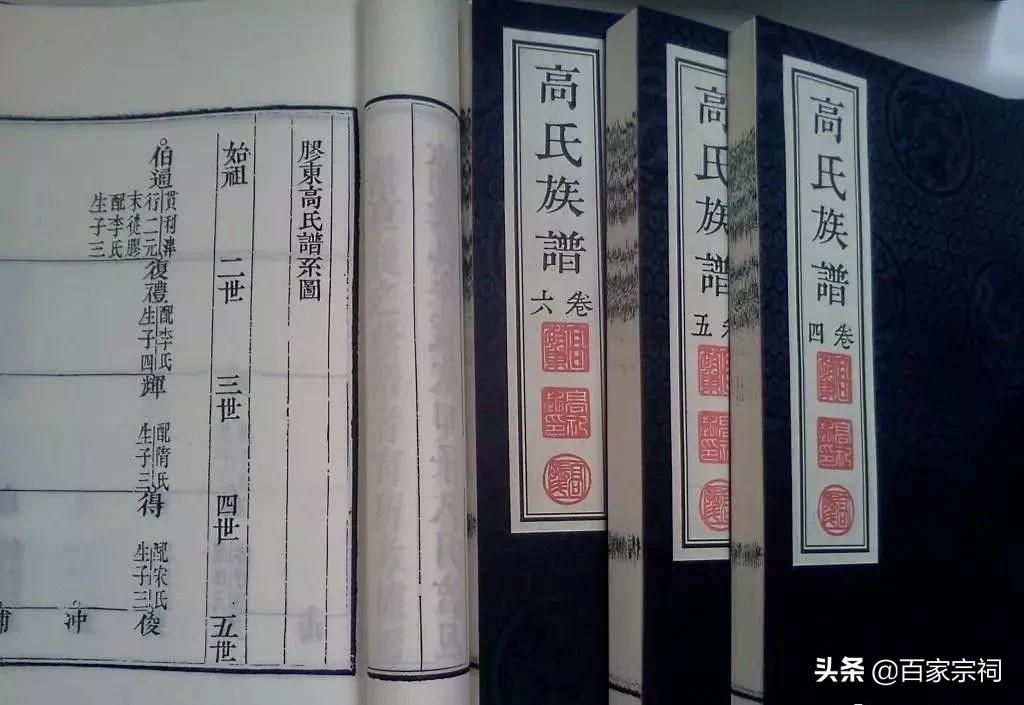 膠東高氏譜系圖
始祖
二世
三世
四世
五世
伯通
貫利津
行二元
末徙膠
配李氏
生子三
復禮
配李氏
生子四
輝
配隋氏
生子三
得
配宋氏
生子三
俊
沖
高氏族譜
卷六
高氏族譜
卷五
高氏族譜
卷四
头条 @百家宗祠